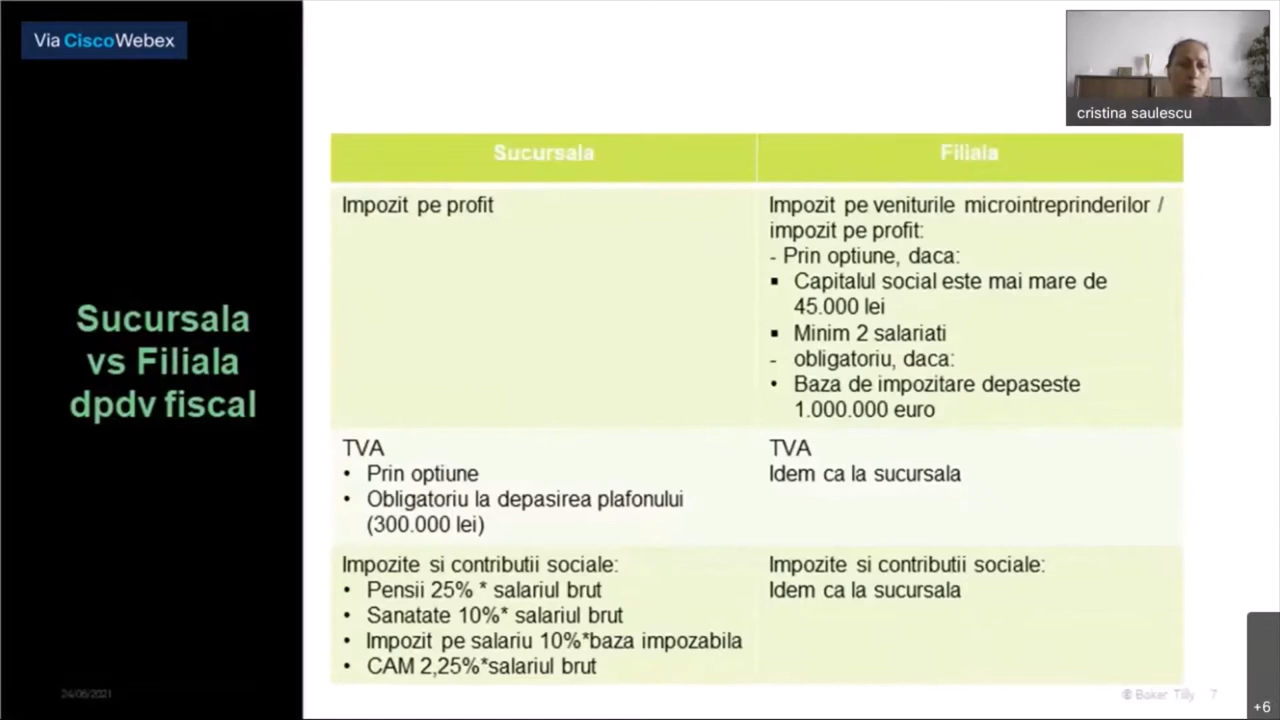 Via CiscoWebex
cristina saulescu
Sucursala
vs Filiala
dpdv fiscal
Sucursala
Filiala
Impozit pe profit
Impozit pe veniturile microintreprinderilor /
impozit pe profit:
- Prin optiune, daca:
▪ Capitalul social este mai mare de
45.000 lei
▪ Minim 2 salariati
- obligatoriu, daca:
• Baza de impozitare depaseste
1.000.000 euro
TVA
• Prin optiune
• Obligatoriu la depasirea plafonului
(300.000 lei)
TVA
Idem ca la sucursala
Impozite si contributii sociale:
• Pensii 25% * salariul brut
• Sanatate 10%* salariul brut
• Impozit pe salariu 10%*baza impozabila
• CAM 2,25%*salariul brut
Impozite si contributii sociale:
Idem ca la sucursala
24/06/2021
© Baker Tilly 7
+6